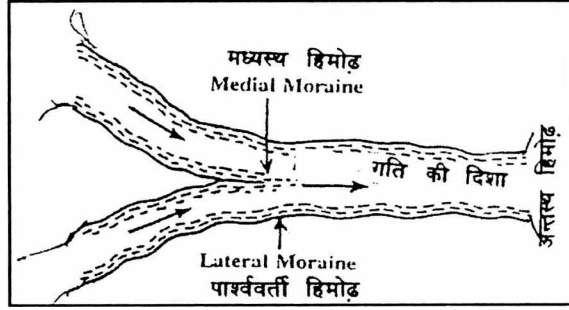 मध्यस्थ हिमोढ़
Medial Moraine
गति की दिशा
अन्तस्थ हिमोढ़
Lateral Moraine
पार्श्ववर्ती हिमोढ़